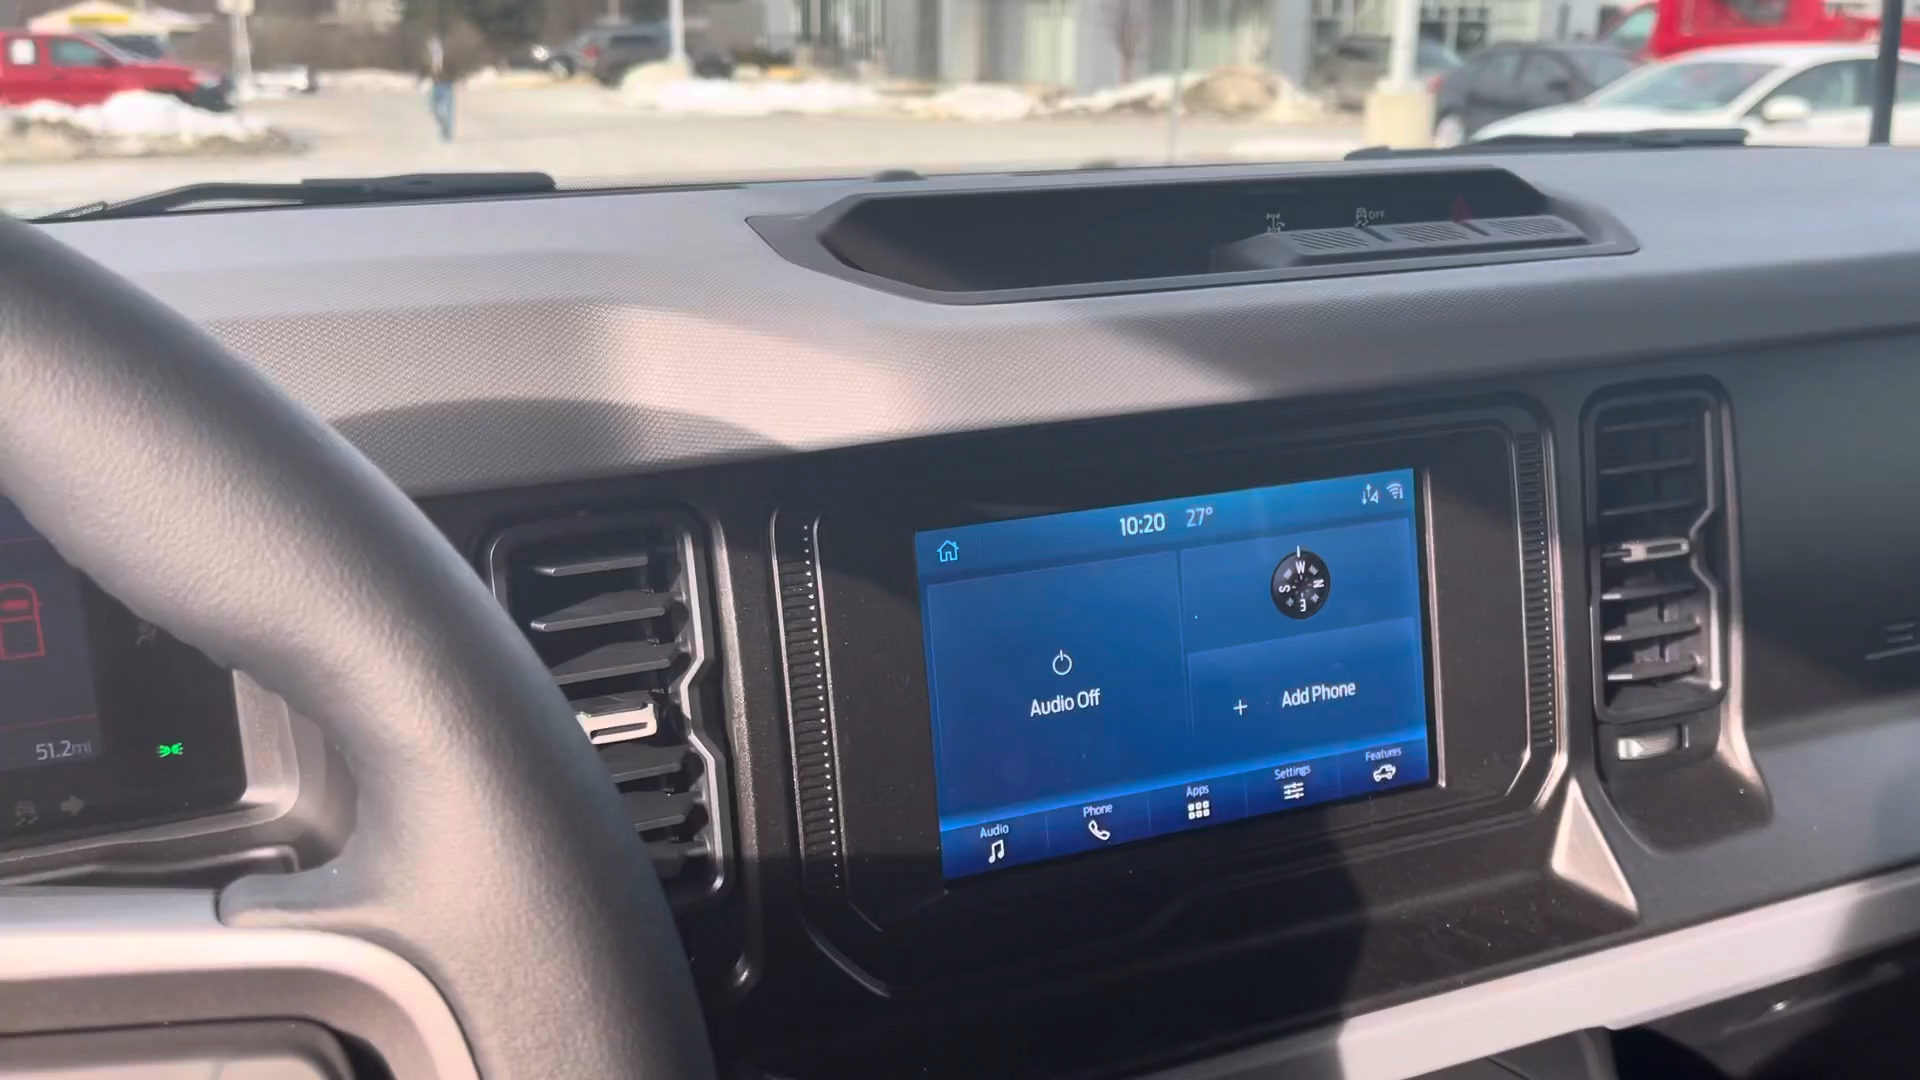 OFF
10:20 27°
W
N
S
E
Audio Off
+ Add Phone
51.2mi
Audio
Phone
Apps
Settings
Features